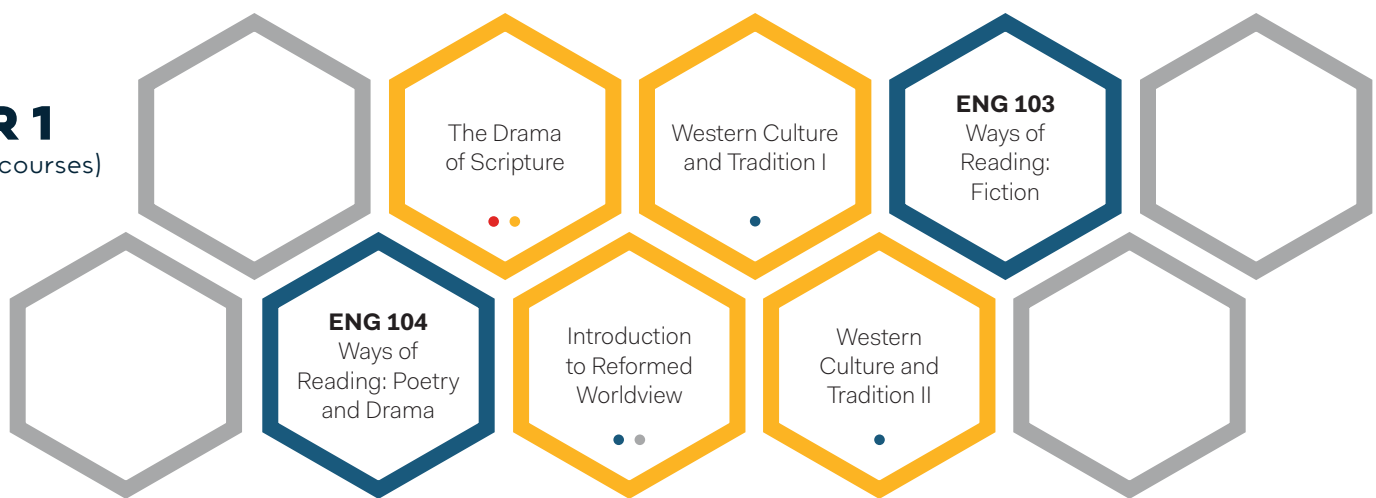 R 1
courses)
The Drama
of Scripture
Western Culture
and Tradition I
ENG 103
Ways of
Reading:
Fiction
ENG 104
Ways of
Reading: Poetry
and Drama
Introduction
to Reformed
Worldview
Western
Culture and
Tradition II